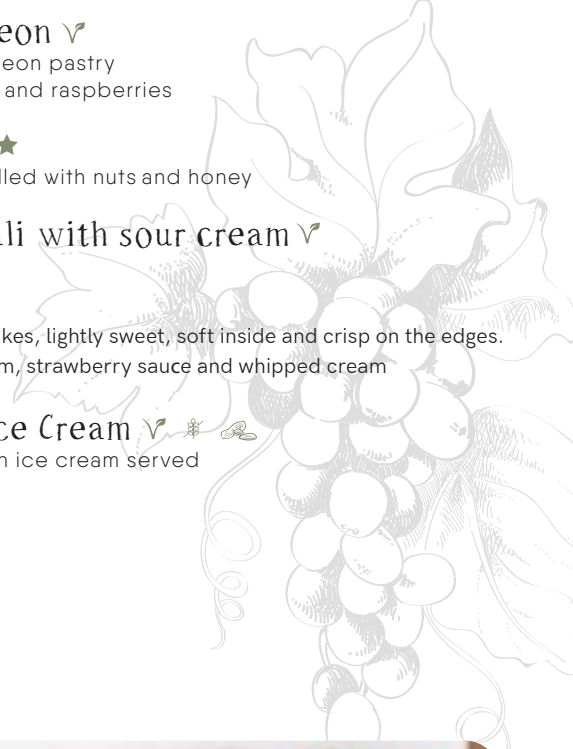 eon
eon pastry
and raspberries
lled with nuts and honey
li with sour cream
kes, lightly sweet, soft inside and crisp on the edges.
m, strawberry sauce and whipped cream
ce Cream
n ice cream served